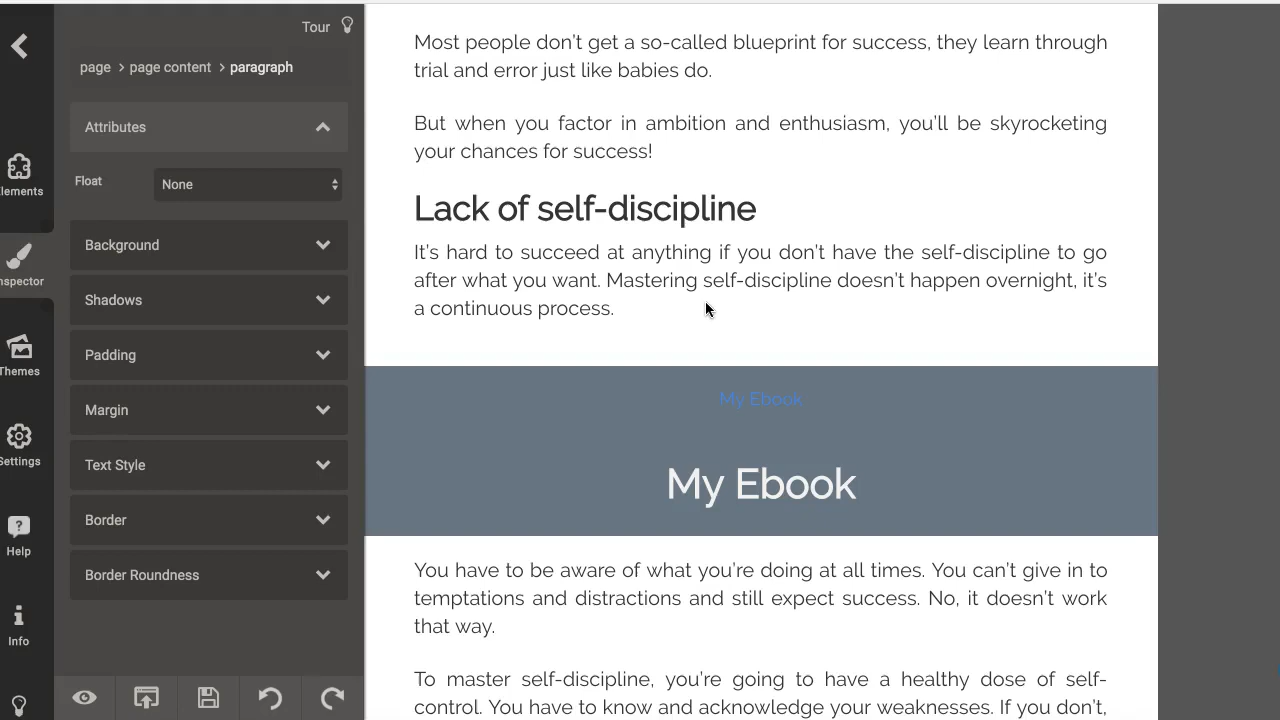 Tour
page > page content > paragraph
Attributes
Float
None
Background
Shadows
Padding
Margin
Text Style
Border
Border Roundness
lements
nspector
Themes
Settings
Help
Info
Most people don't get a so-called blueprint for success, they learn through
trial and error just like babies do.
But when you factor in ambition and enthusiasm, you'll be skyrocketing
your chances for success!
Lack of self-discipline
It's hard to succeed at anything if you don't have the self-discipline to go
after what you want. Mastering self-discipline doesn't happen overnight, it's
a continuous process.
My Ebook
My Ebook
You have to be aware of what you're doing at all times. You can't give in to
temptations and distractions and still expect success. No, it doesn't work
that way.
To master self-discipline, you're going to have a healthy dose of self-
control. You have to know and acknowledge your weaknesses. If you don't,